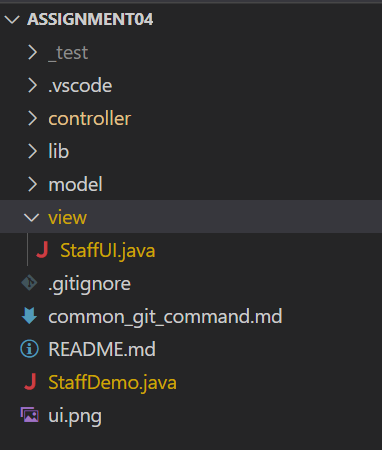 ASSIGNMENT04
_test
.vscode
controller
lib
model
view
StaffUI.java
.gitignore
common_git_command.md
README.md
StaffDemo.java
ui.png